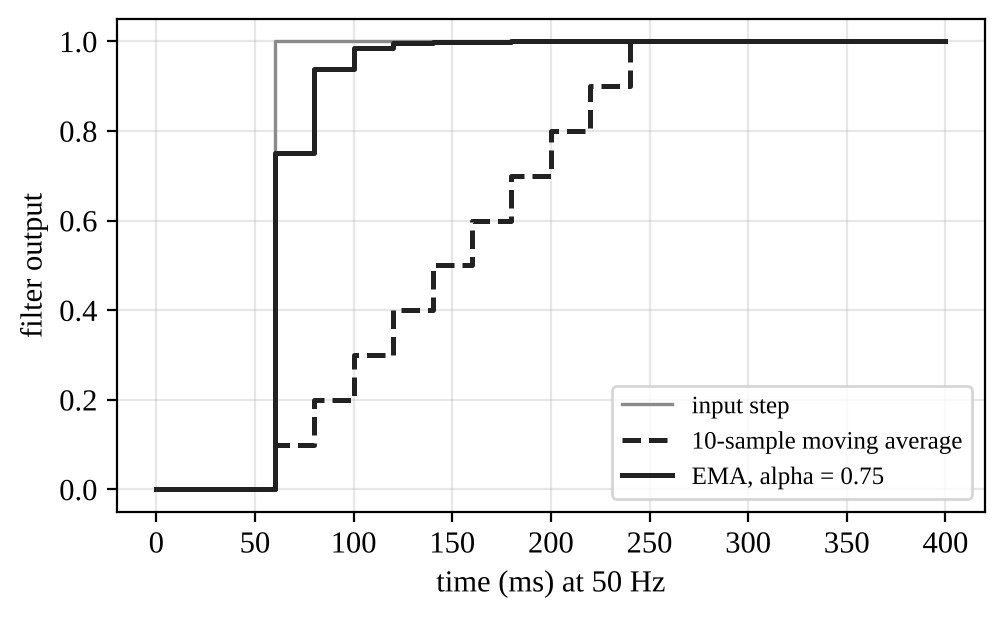 1.0
0.8
0.6
0.4
0.2
0.0
filter output
0 50 100 150 200 250 300 350 400
time (ms) at 50 Hz
input step
10-sample moving average
EMA, alpha = 0.75